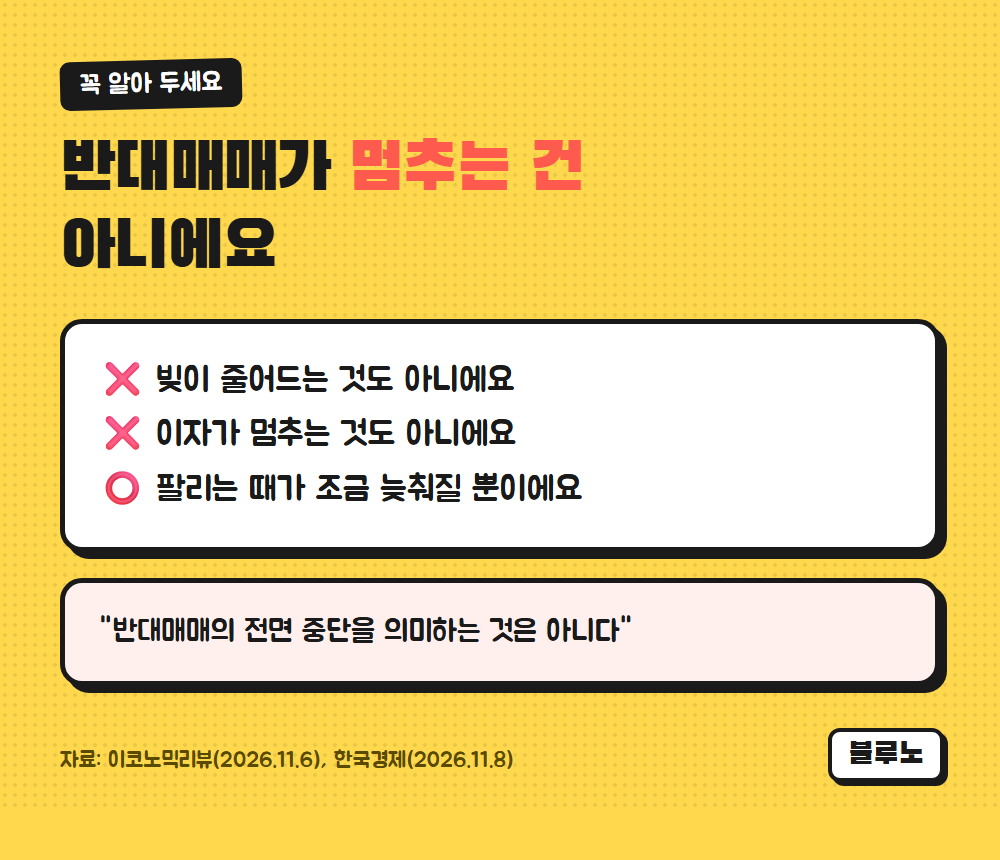 꼭 알아 두세요
반대매매가 멈추는 건
아니에요
❌ 빚이 줄어드는 것도 아니에요
❌ 이자가 멈추는 것도 아니에요
⭕ 팔리는 때가 조금 늦춰질 뿐이에요
"반대매매의 전면 중단을 의미하는 것은 아니다"
자료: 이코노믹리뷰(2026.11.6), 한국경제(2026.11.8)
블루노